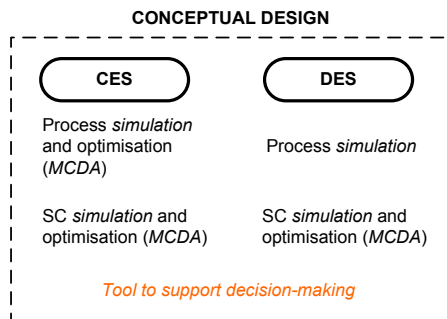 CONCEPTUAL DESIGN
CES
DES
Process simulation
and optimisation
(MCDA)
Process simulation
SC simulation and
optimisation (MCDA)
SC simulation and
optimisation (MCDA)
Tool to support decision-making